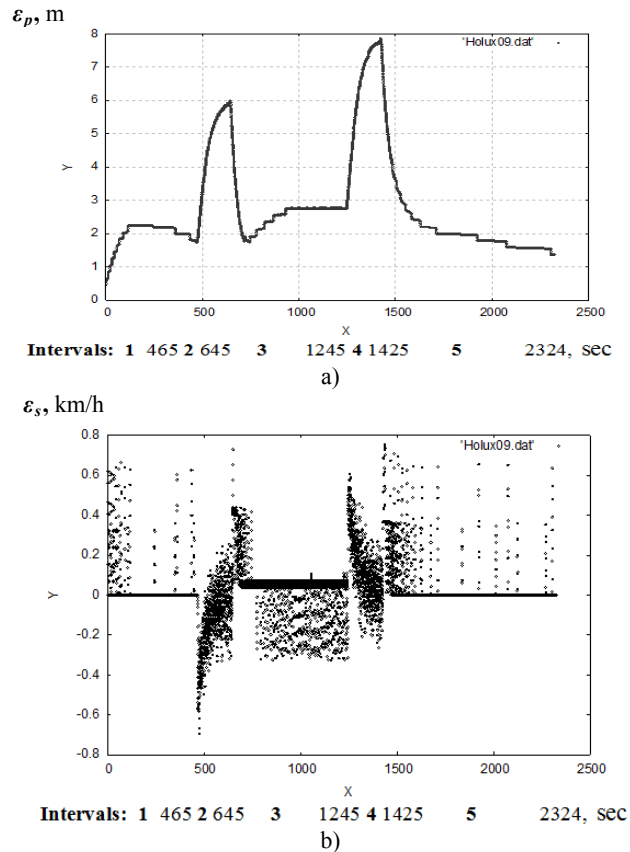 εp, m
'Holux09.dat'
8
7
6
5
4
3
2
1
0
Y
0 500 1000 1500 2000 2500
X
Intervals: 1 465 2 645 3 1245 4 1425 5 2324, sec
a)
εs, km/h
'Holux09.dat'
0.8
0.6
0.4
0.2
0
-0.2
-0.4
-0.6
-0.8
Y
0 500 1000 1500 2000 2500
X
Intervals: 1 465 2 645 3 1245 4 1425 5 2324, sec
b)